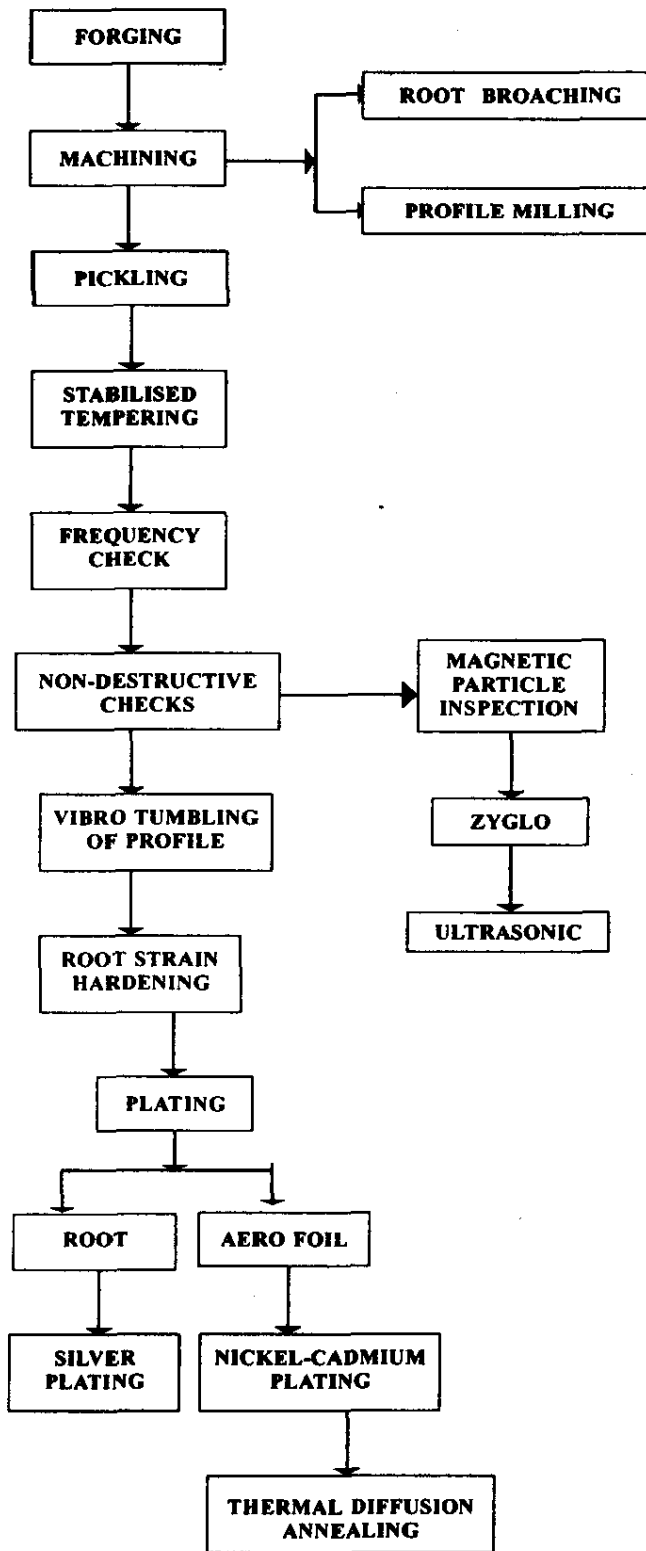 FORGING
ROOT BROACHING
MACHINING
PROFILE MILLING
PICKLING
STABILISED
TEMPERING
FREQUENCY
CHECK
NON-DESTRUCTIVE
CHECKS
MAGNETIC
PARTICLE
INSPECTION
VIBRO TUMBLING
OF PROFILE
ZYGLO
ULTRASONIC
ROOT STRAIN
HARDENING
PLATING
ROOT
AERO FOIL
SILVER
PLATING
NICKEL-CADMIUM
PLATING
THERMAL DIFFUSION
ANNEALING